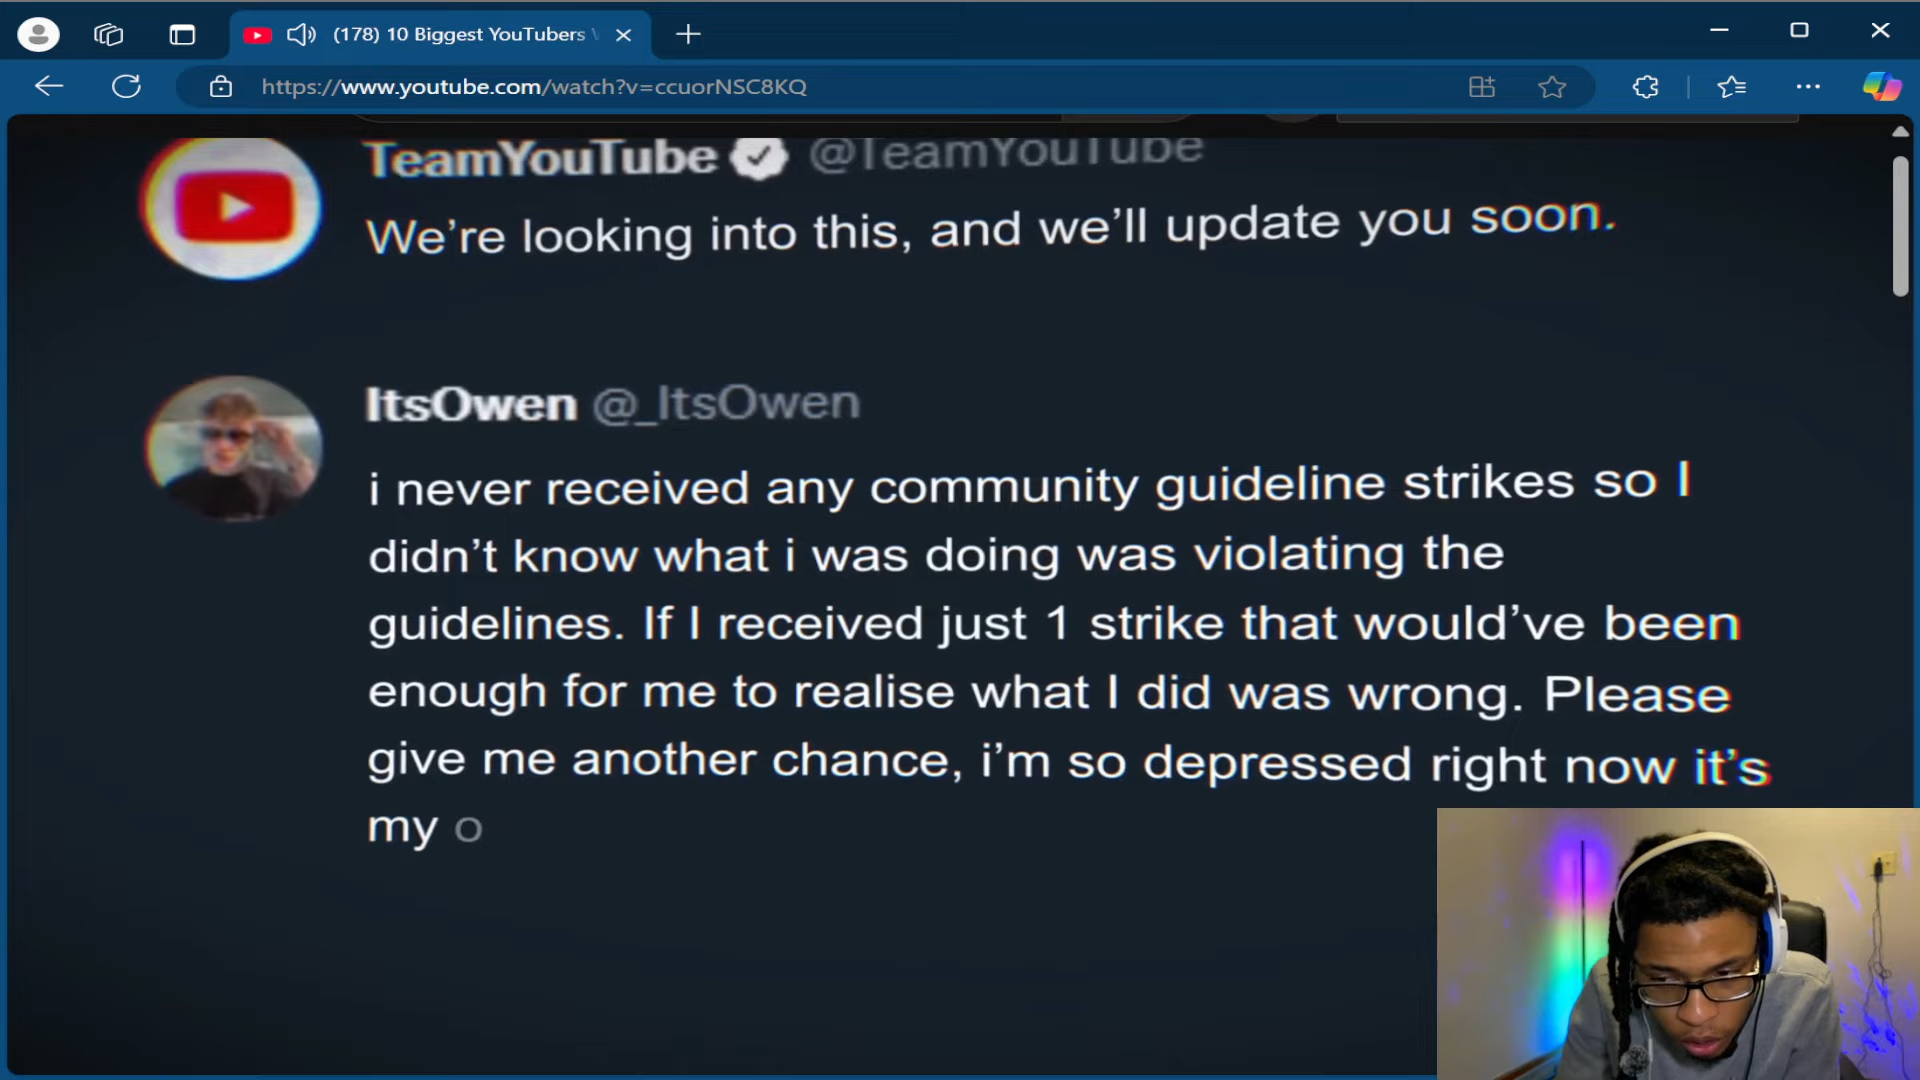 (178) 10 Biggest YouTubers
https://www.youtube.com/watch?v=ccuorNSC8KQ
TeamYouTube @TeamYouTube
We're looking into this, and we'll update you soon.
ItsOwen @_ItsOwen
i never received any community guideline strikes so I
didn't know what i was doing was violating the
guidelines. If I received just 1 strike that would've been
enough for me to realise what I did was wrong. Please
give me another chance, i'm so depressed right now it's
my o